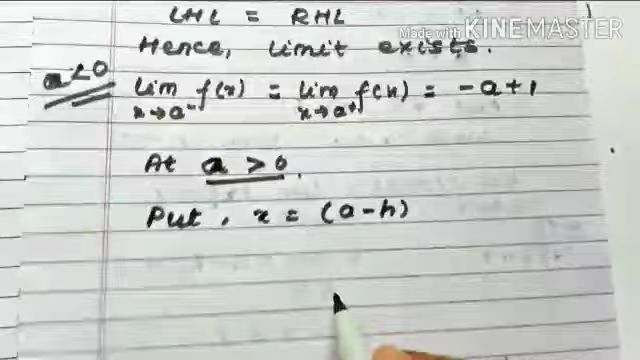 LHL = RHL
Made with KINEMASTER
Hence, limit exists.
a<0 lim x→a⁻ f(x) = lim x→a⁺ f(x) = -a+1
At a > 0.
Put, x = (a-h)